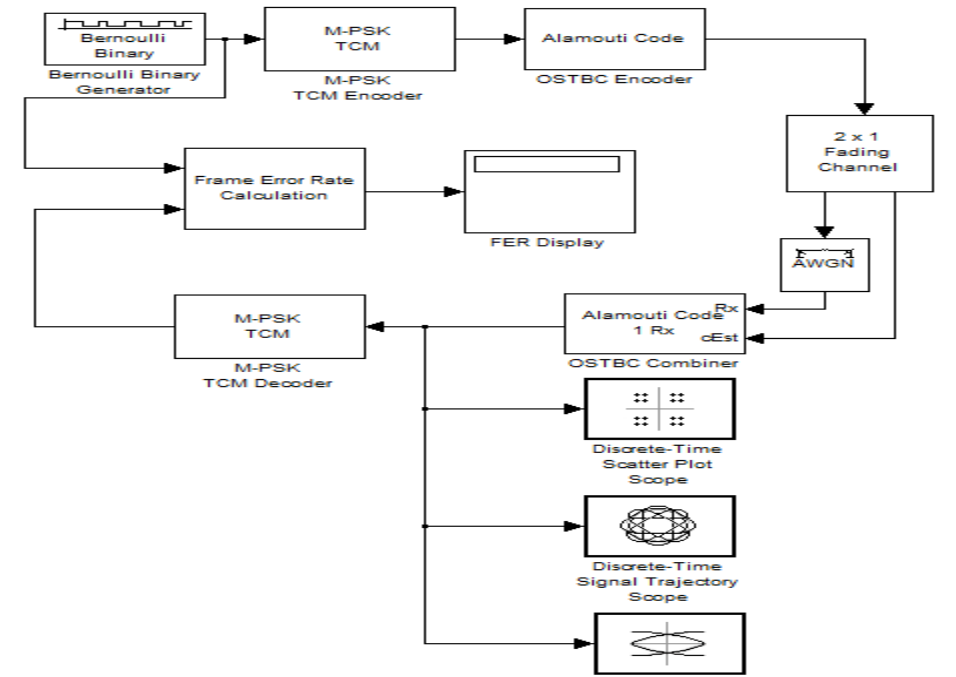 Bernoulli
Binary
Bernoulli Binary
Generator
M-PSK
TCM
M-PSK
TCM Encoder
Alamouti Code
OSTBC Encoder
2 x 1
Fading
Channel
Frame Error Rate
Calculation
FER Display
AWGN
M-PSK
TCM
M-PSK
TCM Decoder
Alamouti Code
1 Rx
Rx
cEst
OSTBC Combiner
Discrete-Time
Scatter Plot
Scope
Discrete-Time
Signal Trajectory
Scope